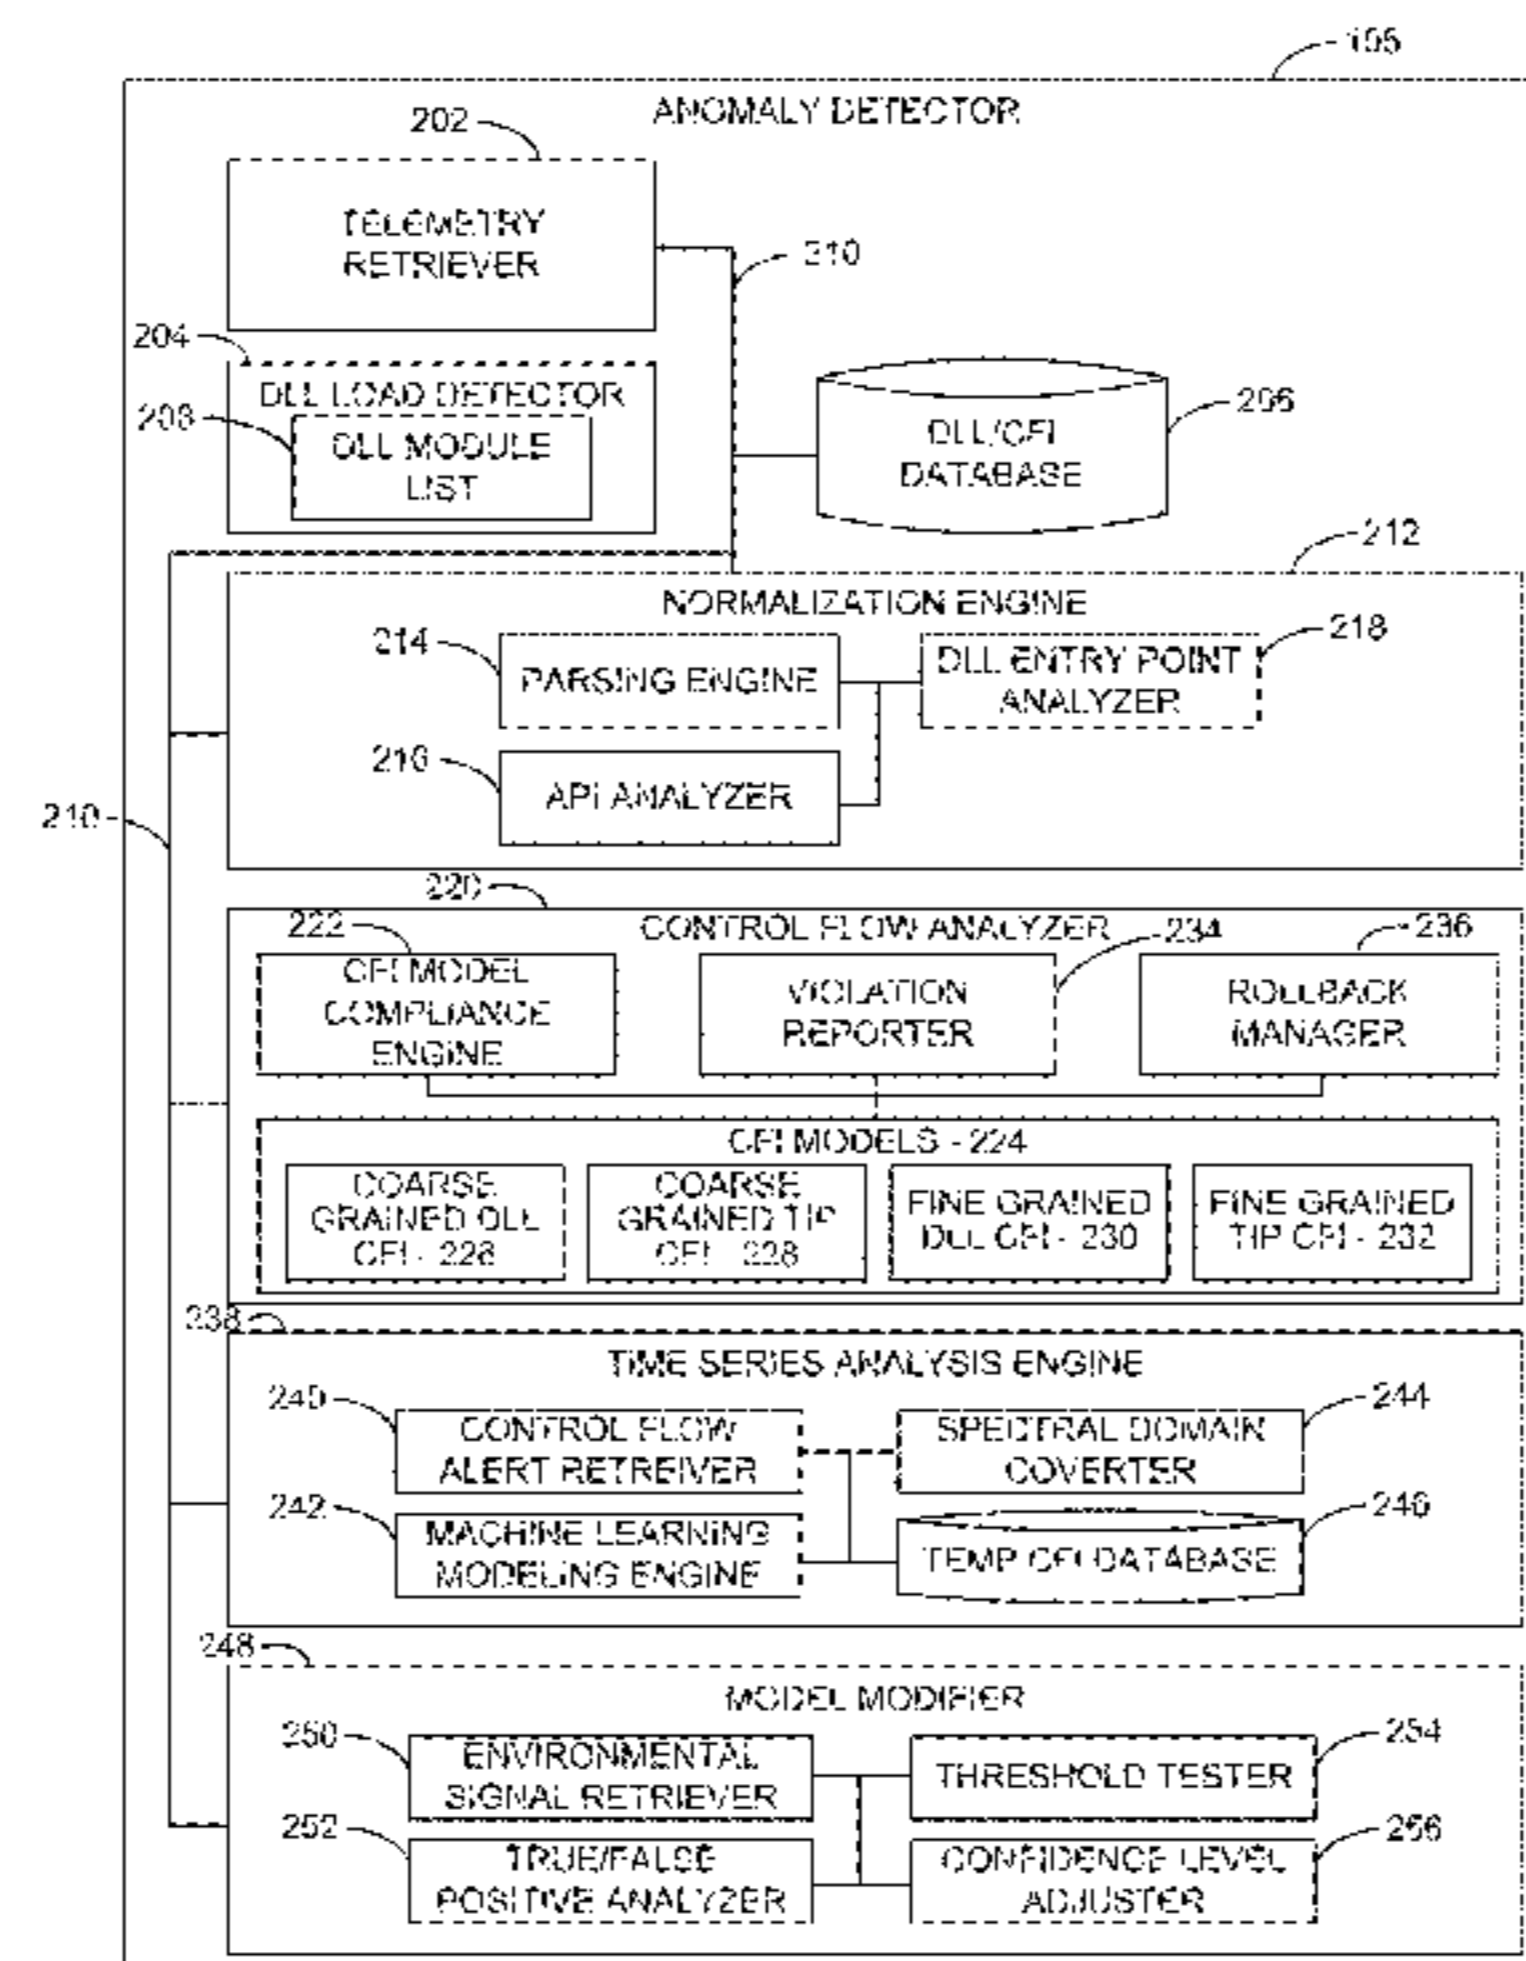 195
ANOMALY DETECTOR
202
TELEMETRY
RETRIEVER
210
204
DLL LOAD DETECTOR
208
DLL MODULE
LIST
206
DLL/CFI
DATABASE
212
NORMALIZATION ENGINE
214
PARSING ENGINE
218
DLL ENTRY POINT
ANALYZER
216
API ANALYZER
210
220
CONTROL FLOW ANALYZER
222
CFI MODEL
COMPLIANCE
ENGINE
234
VIOLATION
REPORTER
236
ROLLBACK
MANAGER
CFI MODELS - 224
COARSE
GRAINED DLL
CFI - 226
COARSE
GRAINED TIP
CFI - 228
FINE GRAINED
DLL CFI - 230
FINE GRAINED
TIP CFI - 232
238
TIME SERIES ANALYSIS ENGINE
240
CONTROL FLOW
ALERT RETREIVER
244
SPECTRAL DOMAIN
COVERTER
242
MACHINE LEARNING
MODELING ENGINE
246
TEMP CFI DATABASE
248
MODEL MODIFIER
250
ENVIRONMENTAL
SIGNAL RETRIEVER
254
THRESHOLD TESTER
252
TRUE/FALSE
POSITIVE ANALYZER
256
CONFIDENCE LEVEL
ADJUSTER